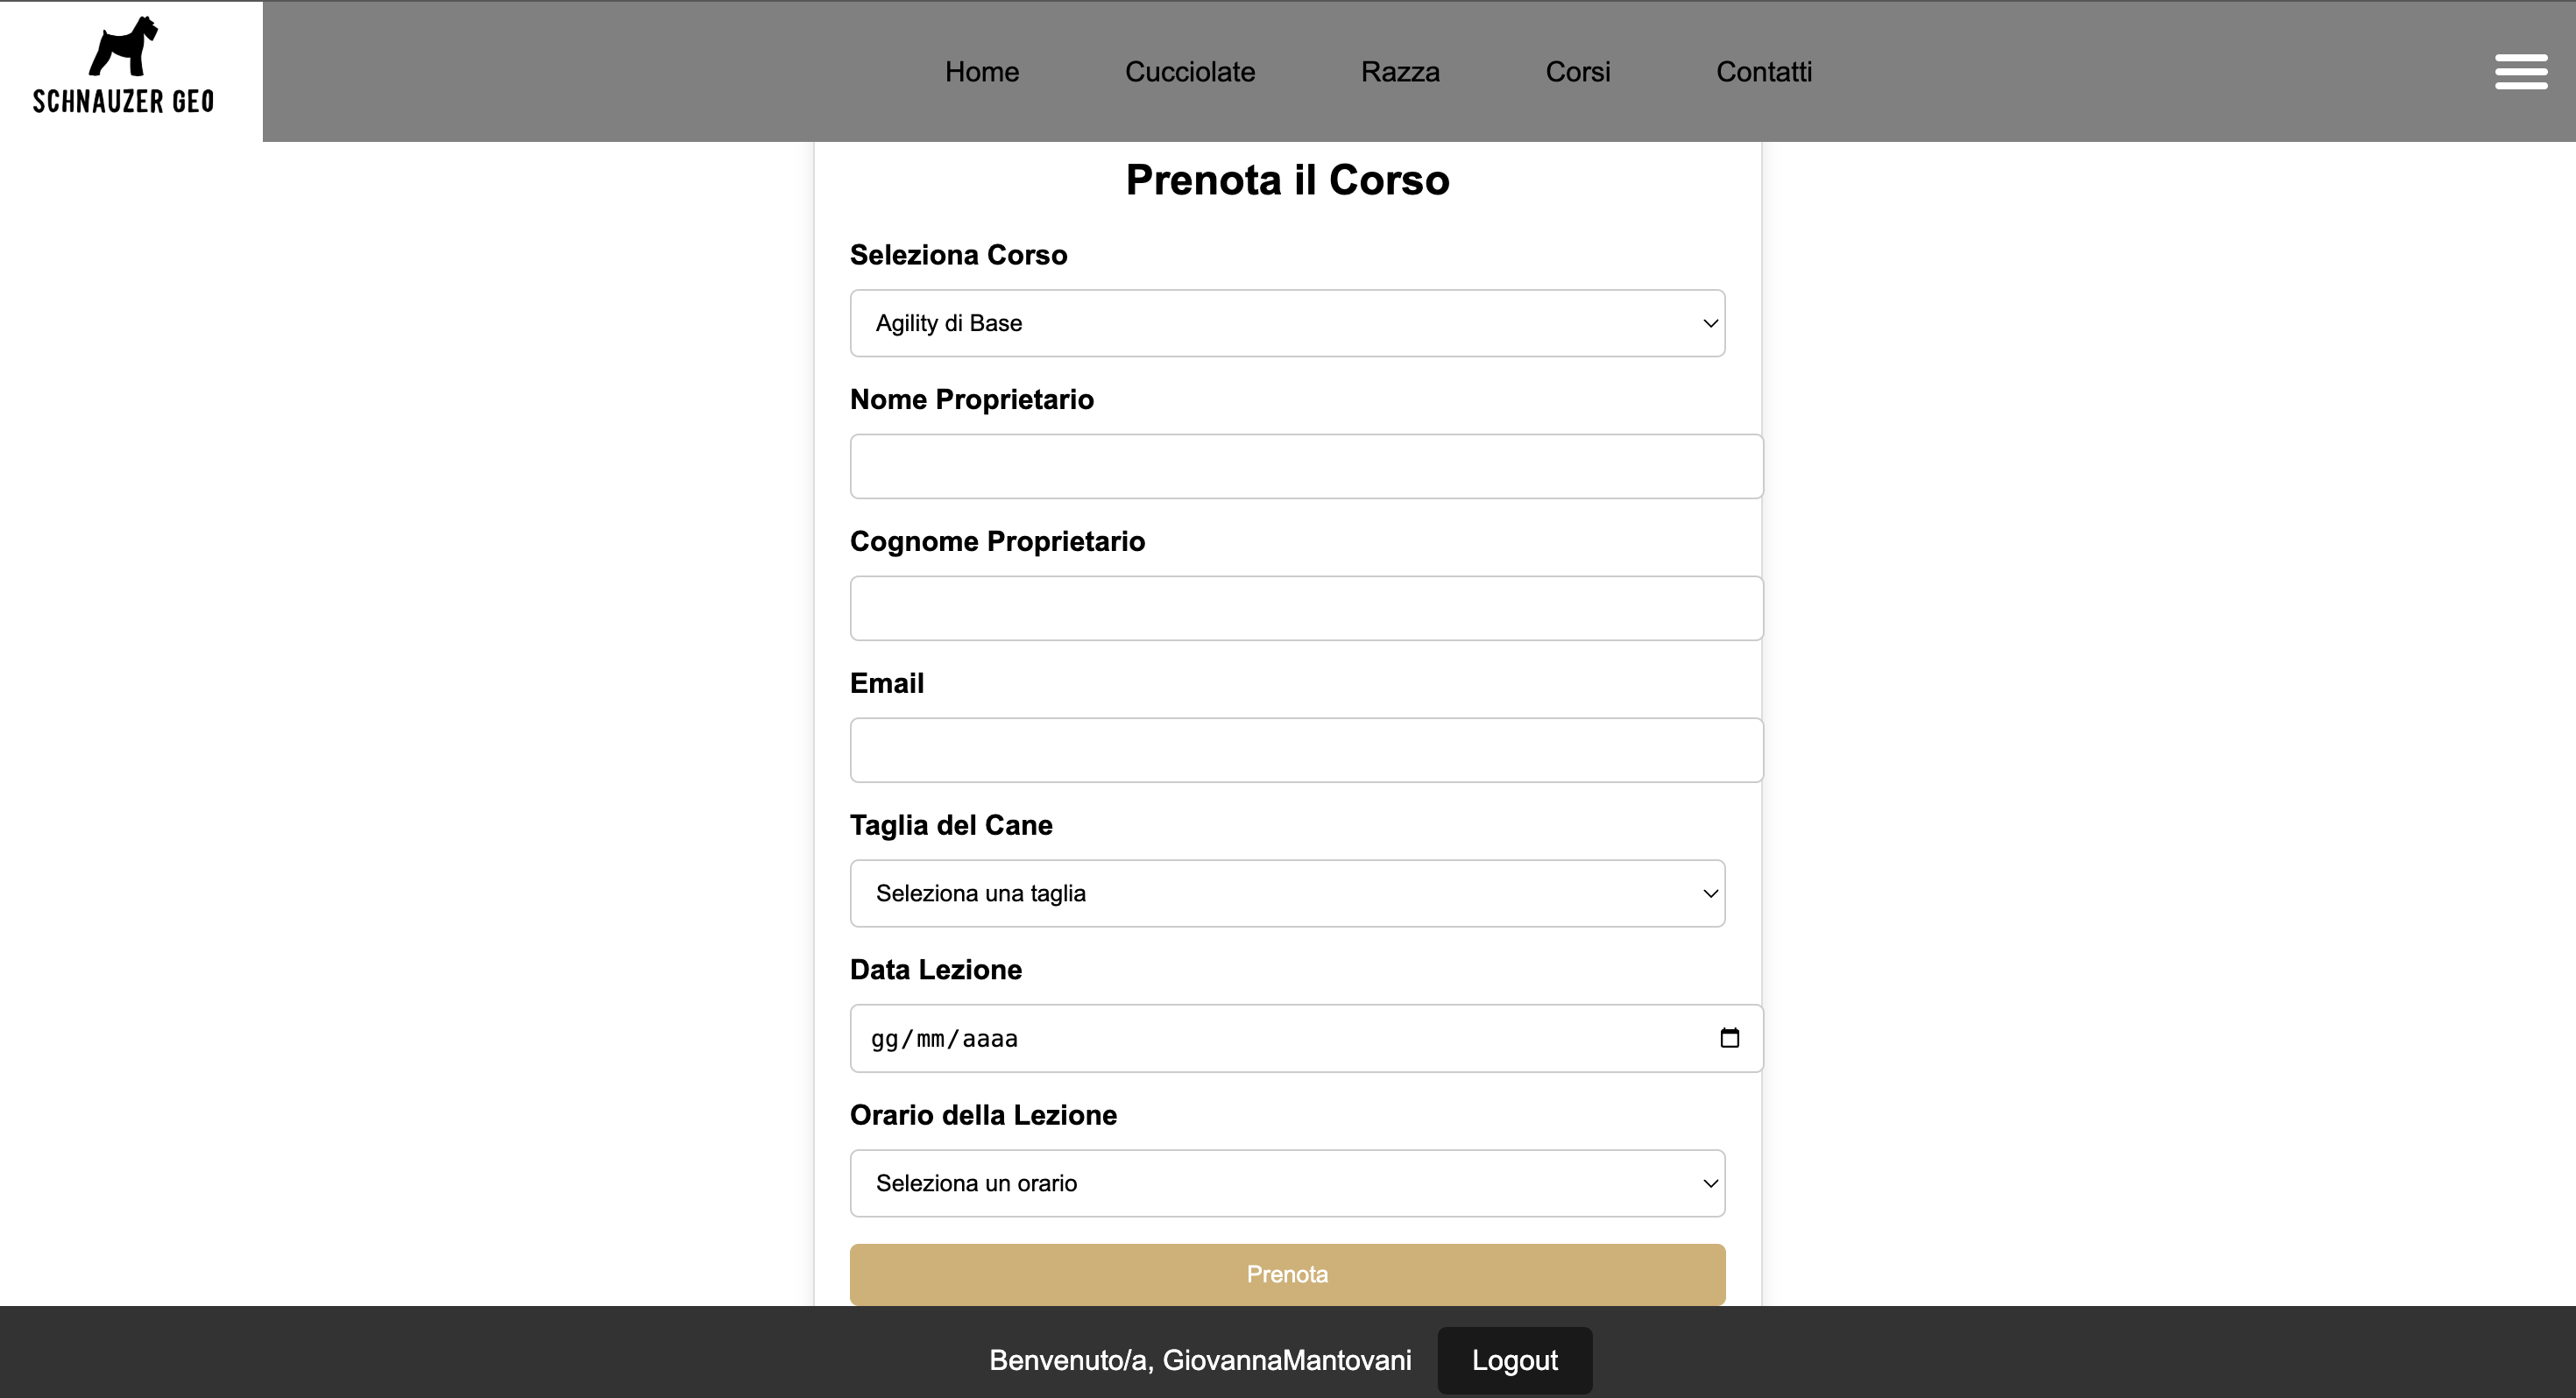 SCHNAUZER GEO
Home Cucciolate Razza Corsi Contatti
Prenota il Corso
Seleziona Corso
Agility di Base
Nome Proprietario
Cognome Proprietario
Email
Taglia del Cane
Seleziona una taglia
Data Lezione
gg/mm/aaaa
Orario della Lezione
Seleziona un orario
Prenota
Benvenuto/a, GiovannaMantovani Logout